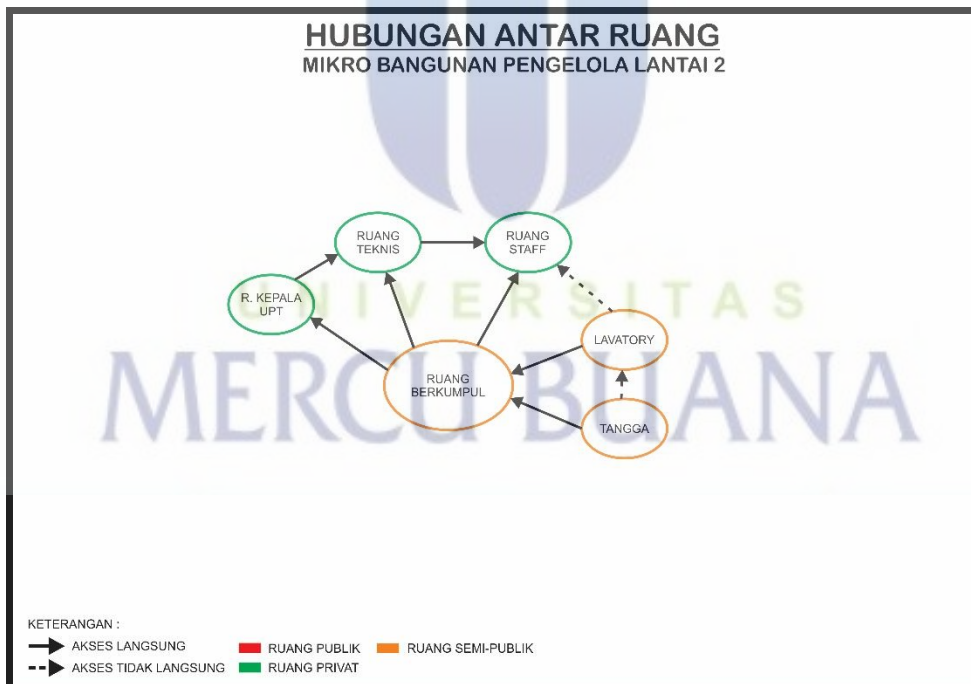 HUBUNGAN ANTAR RUANG
MIKRO BANGUNAN PENGELOLA LANTAI 2
RUANG
TEKNIS
RUANG
STAFF
R. KEPALA
UPT
UNIVERSITAS
LAVATORY
MERCU BUANA
RUANG
BERKUMPUL
TANGGA
KETERANGAN :
AKSES LANGSUNG
RUANG PUBLIK
RUANG SEMI-PUBLIK
AKSES TIDAK LANGSUNG
RUANG PRIVAT